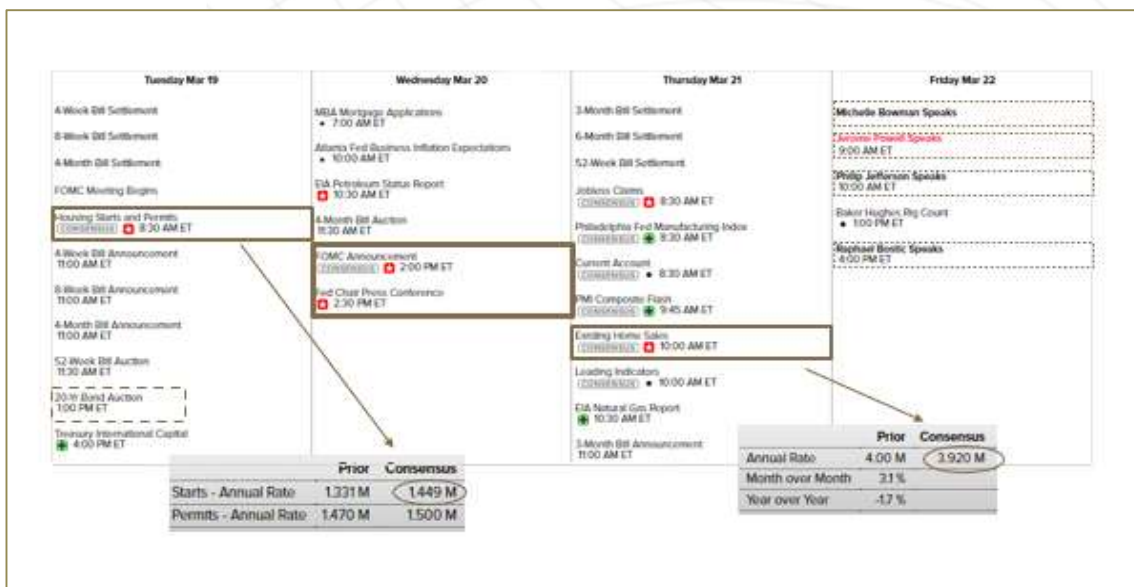 Tuesday Mar 19
4-Week Bill Settlement
8-Week Bill Settlement
4-Month Bill Settlement
FOMC Meeting Begins
Housing Starts and Permits
CONSENSUS 8:30 AM ET
4-Week Bill Announcement
11:00 AM ET
8-Week Bill Announcement
11:00 AM ET
4-Month Bill Announcement
11:00 AM ET
52-Week Bill Auction
11:30 AM ET
20-Yr Bond Auction
1:00 PM ET
Treasury International Capital
4:00 PM ET
Wednesday Mar 20
MBA Mortgage Applications
• 7:00 AM ET
Atlanta Fed Business Inflation Expectations
• 10:00 AM ET
EIA Petroleum Status Report
10:30 AM ET
4-Month Bill Auction
11:30 AM ET
FOMC Announcement
CONSENSUS 2:00 PM ET
Fed Chair Press Conference
2:30 PM ET
Thursday Mar 21
3-Month Bill Settlement
6-Month Bill Settlement
52-Week Bill Settlement
Jobless Claims
CONSENSUS 8:30 AM ET
Philadelphia Fed Manufacturing Index
CONSENSUS 8:30 AM ET
Current Account
CONSENSUS • 8:30 AM ET
PMI Composite Flash
CONSENSUS 9:45 AM ET
Existing Home Sales
CONSENSUS 10:00 AM ET
Leading Indicators
CONSENSUS • 10:00 AM ET
EIA Natural Gas Report
10:30 AM ET
3-Month Bill Announcement
11:00 AM ET
Friday Mar 22
Michelle Bowman Speaks
Jerome Powell Speaks
9:00 AM ET
Philip Jefferson Speaks
10:00 AM ET
Baker Hughes Rig Count
• 1:00 PM ET
Raphael Bostic Speaks
4:00 PM ET
Prior Consensus
Starts - Annual Rate 1.331 M 1.449 M
Permits - Annual Rate 1.470 M 1.500 M
Prior Consensus
Annual Rate 4.00 M 3.920 M
Month over Month 3.1 %
Year over Year -1.7 %